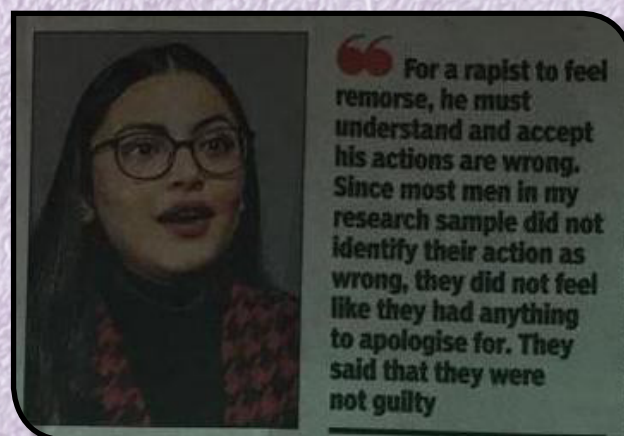 “ For a rapist to feel
remorse, he must
understand and accept
his actions are wrong.
Since most men in my
research sample did not
identify their action as
wrong, they did not feel
like they had anything
to apologise for. They
said that they were
not guilty